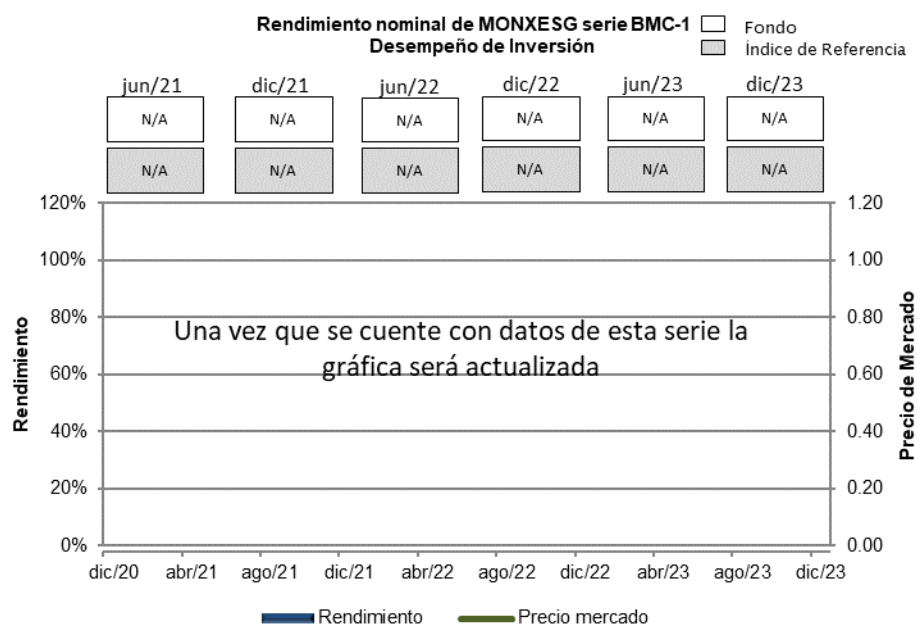 Rendimiento nominal de MONXESG serie BMC-1
Desempeño de Inversión
Fondo
Índice de Referencia
jun/21 dic/21 jun/22 dic/22 jun/23 dic/23
N/A N/A N/A N/A N/A N/A
N/A N/A N/A N/A N/A N/A
120% 1.20
100% 1.00
80% 0.80
Una vez que se cuente con datos de esta serie la
gráfica será actualizada
60% 0.60
40% 0.40
20% 0.20
0% 0.00
Rendimiento
Precio de Mercado
dic/20 abr/21 ago/21 dic/21 abr/22 ago/22 dic/22 abr/23 ago/23 dic/23
Rendimiento Precio mercado